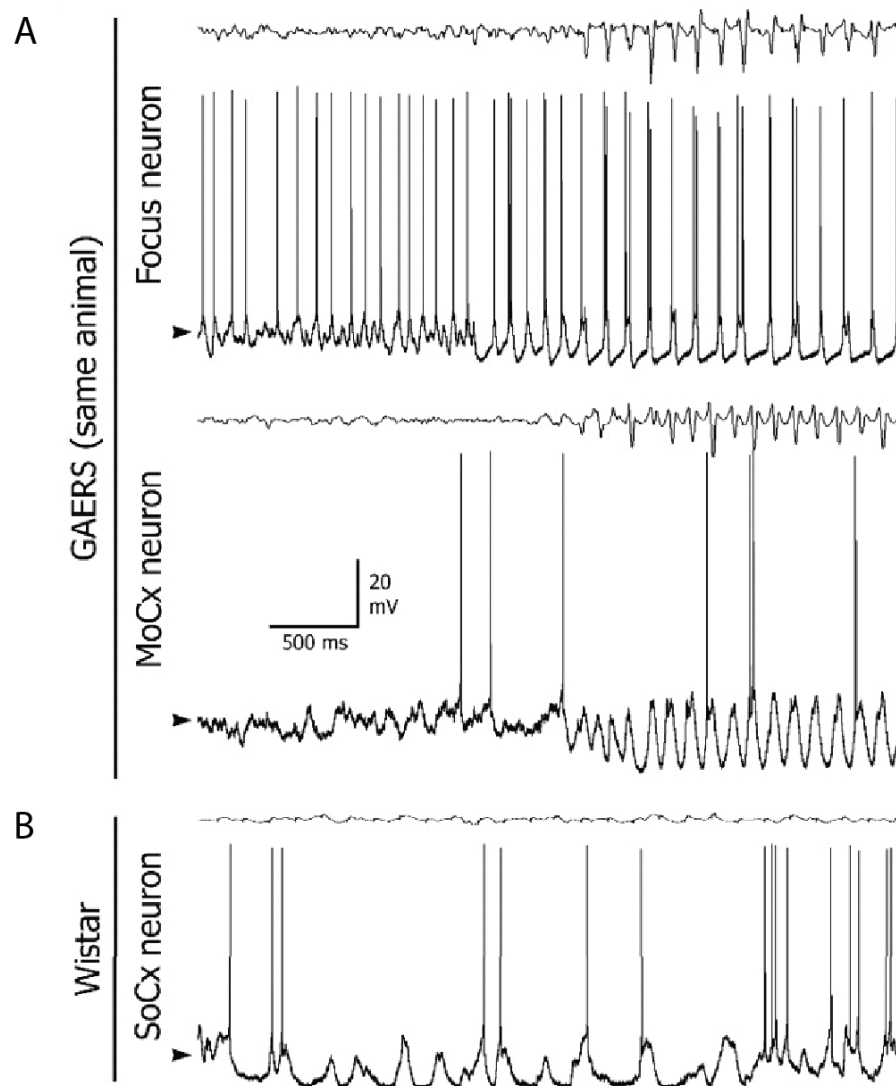 A
GAERS (same animal)
Focus neuron
MoCx neuron
20
mV
500 ms
B
Wistar
SoCx neuron